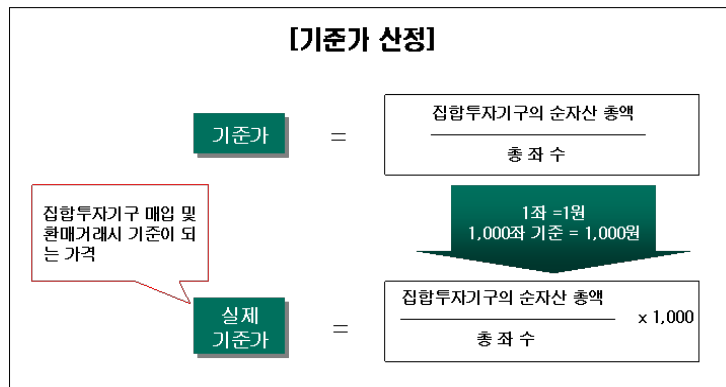 [기준가 산정]
기준가
=
집합투자기구의 순자산 총액
총 좌 수
집합투자기구 매입 및
환매거래시 기준이 되
는 가격
1좌 =1원
1,000좌 기준 = 1,000원
실제
기준가
=
집합투자기구의 순자산 총액
총 좌 수
x 1,000